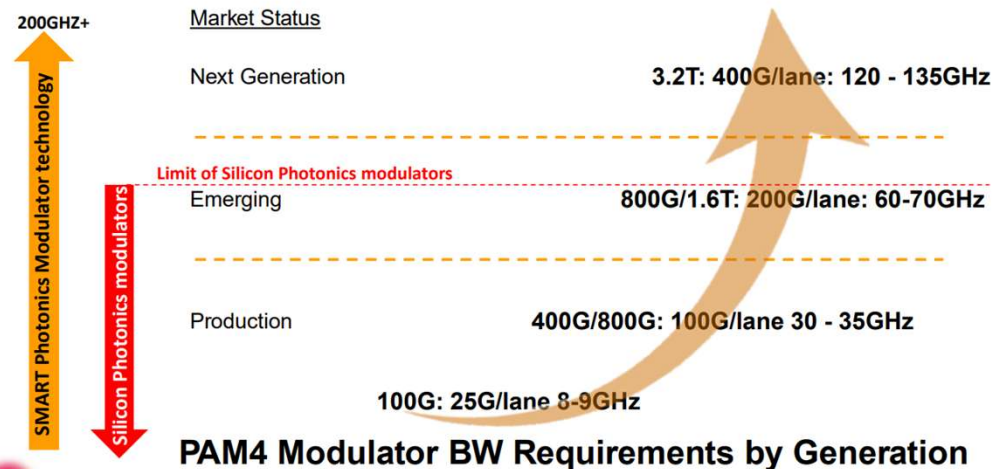 200GHZ+
Market Status
Next Generation
3.2T: 400G/lane: 120 - 135GHz
Limit of Silicon Photonics modulators
Emerging
800G/1.6T: 200G/lane: 60-70GHz
Production
400G/800G: 100G/lane 30 - 35GHz
100G: 25G/lane 8-9GHz
SMART Photonics Modulator technology
Silicon Photonics modulators
PAM4 Modulator BW Requirements by Generation